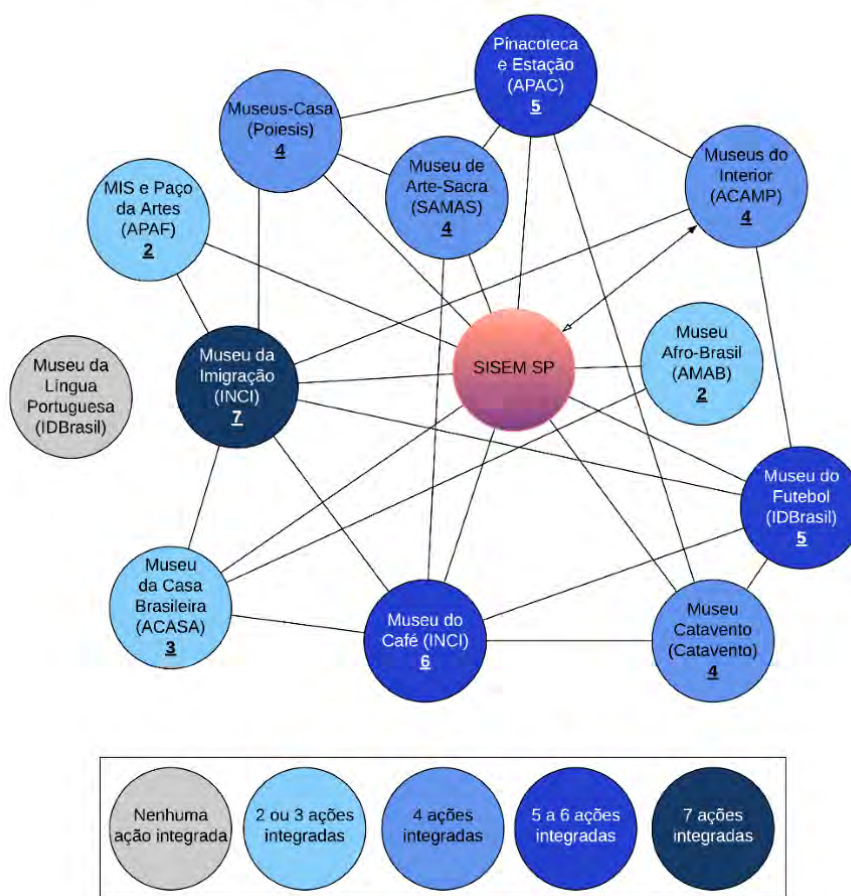 Pinacoteca
e Estação
(APAC)
5
Museus-Casa
(Poiesis)
4
Museu de
Arte-Sacra
(SAMAS)
4
Museus do
Interior
(ACAMP)
4
MIS e Paço
da Artes
(APAF)
2
Museu da
Língua
Portuguesa
(IDBrasil)
Museu da
Imigração
(INCI)
7
SISEM SP
Museu
Afro-Brasil
(AMAB)
2
Museu do
Futebol
(IDBrasil)
5
Museu
da Casa
Brasileira
(ACASA)
3
Museu do
Café (INCI)
6
Museu
Catavento
(Catavento)
4
Nenhuma
ação integrada
2 ou 3 ações
integradas
4 ações
integradas
5 a 6 ações
integradas
7 ações
integradas